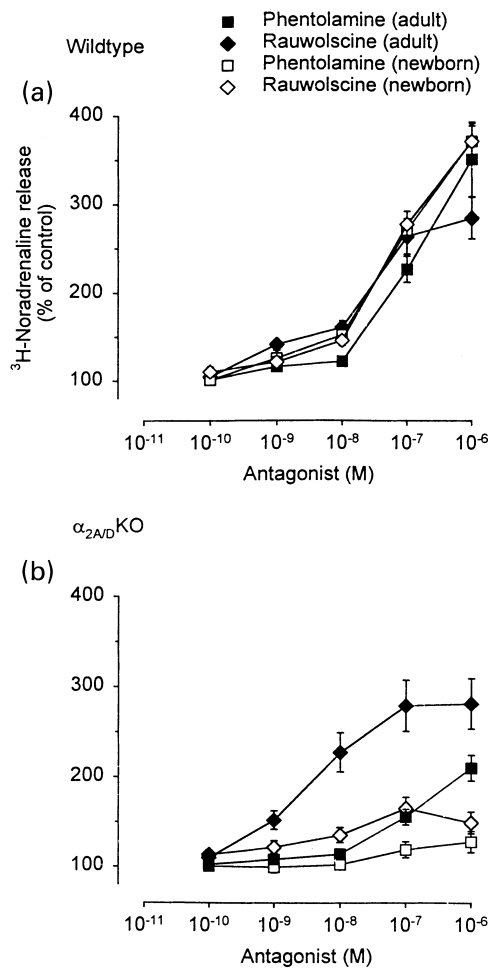 Phentolamine (adult)
Wildtype
Rauwolscine (adult)
Phentolamine (newborn)
Rauwolscine (newborn)
(a)
400
300
200
100
³H-Noradrenaline release
(% of control)
10⁻¹¹ 10⁻¹⁰ 10⁻⁹ 10⁻⁸ 10⁻⁷ 10⁻⁶
Antagonist (M)
α2A/DKO
(b)
400
300
200
100
10⁻¹¹ 10⁻¹⁰ 10⁻⁹ 10⁻⁸ 10⁻⁷ 10⁻⁶
Antagonist (M)